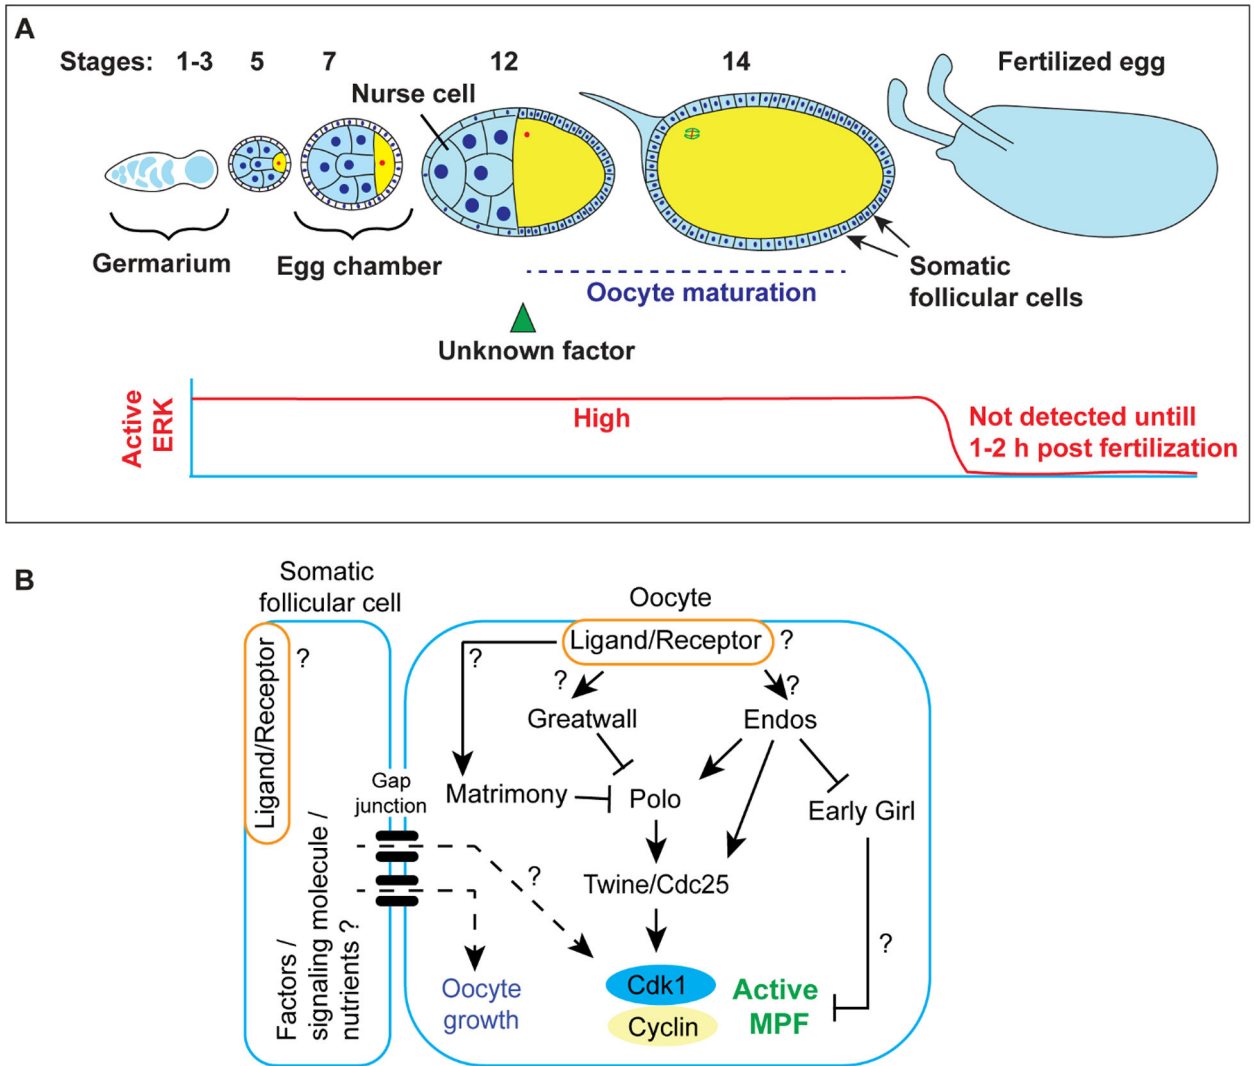 A
Stages: 1-3 5 7 12 14 Fertilized egg
Nurse cell
Germarium
Egg chamber
Somatic
follicular cells
Oocyte maturation
Unknown factor
Active
ERK
High
Not detected untill
1-2 h post fertilization
B
Somatic
follicular cell
Oocyte
Ligand/Receptor
?
Ligand/Receptor
?
?
?
?
Greatwall
Endos
Gap
junction
Matrimony
Polo
Early Girl
Factors /
signaling molecule /
nutrients ?
?
Twine/Cdc25
?
Oocyte
growth
Cdk1
Cyclin
Active
MPF